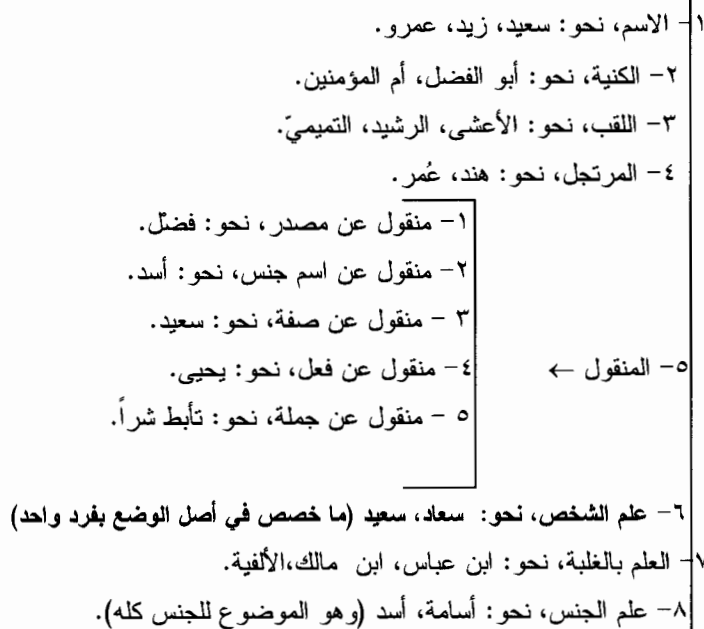 ١- الاسم، نحو: سعيد، زيد، عمرو.
٢- الكنية، نحو: أبو الفضل، أم المؤمنين.
٣- اللقب، نحو: الأعشى، الرشيد، التميميّ.
٤- المرتجل، نحو: هند، عُمر.
١- منقول عن مصدر، نحو: فضلٌ.
٢- منقول عن اسم جنس، نحو: أسد.
٣ - منقول عن صفة، نحو: سعيد.
٥- المنقول ← ٤- منقول عن فعل، نحو: يحيى.
٥ - منقول عن جملة، نحو: تأبط شراً.
٦- علم الشخص، نحو: سعاد، سعيد (ما خصص في أصل الوضع بفرد واحد)
٧- العلم بالغلبة، نحو: ابن عباس، ابن مالك،الألفية.
٨- علم الجنس، نحو: أسامة، أسد (وهو الموضوع للجنس كله).